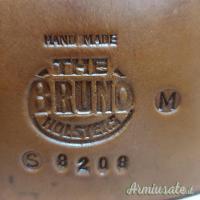 HAND MADE
THE
BRUNO
HOLSTERS
M
S 8208
Armiusate.it